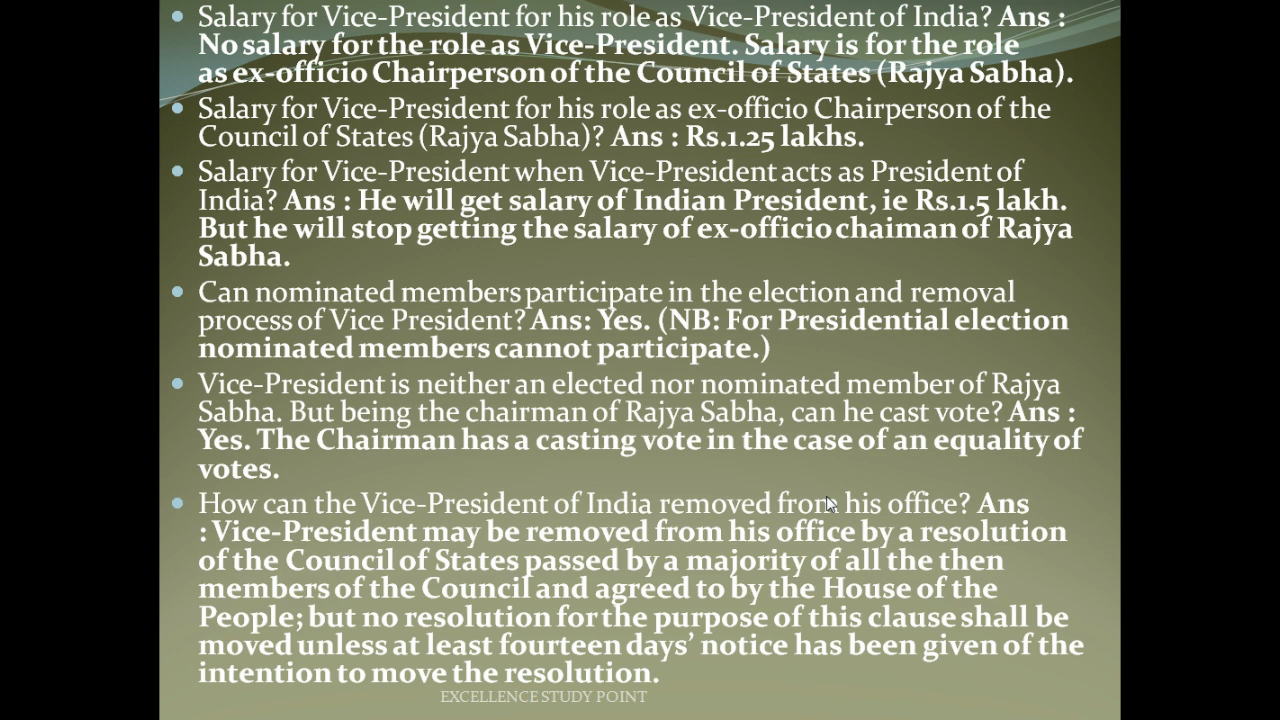 Salary for Vice-President for his role as Vice-President of India? Ans :
No salary for the role as Vice-President. Salary is for the role
as ex-officio Chairperson of the Council of States (Rajya Sabha).
Salary for Vice-President for his role as ex-officio Chairperson of the
Council of States (Rajya Sabha)? Ans : Rs.1.25 lakhs.
Salary for Vice-President when Vice-President acts as President of
India? Ans : He will get salary of Indian President, ie Rs.1.5 lakh.
But he will stop getting the salary of ex-officio chaiman of Rajya
Sabha.
Can nominated members participate in the election and removal
process of Vice President? Ans: Yes. (NB: For Presidential election
nominated members cannot participate.)
Vice-President is neither an elected nor nominated member of Rajya
Sabha. But being the chairman of Rajya Sabha, can he cast vote? Ans :
Yes. The Chairman has a casting vote in the case of an equality of
votes.
How can the Vice-President of India removed from his office? Ans
: Vice-President may be removed from his office by a resolution
of the Council of States passed by a majority of all the then
members of the Council and agreed to by the House of the
People; but no resolution for the purpose of this clause shall be
moved unless at least fourteen days’ notice has been given of the
intention to move the resolution.
EXCELLENCE STUDY POINT